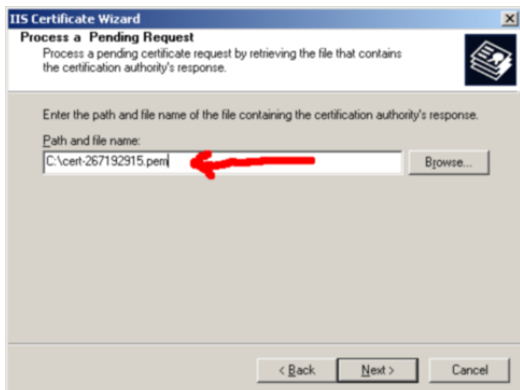 IIS Certificate Wizard
Process a Pending Request
Process a pending certificate request by retrieving the file that contains
the certification authority's response.
Enter the path and file name of the file containing the certification authority's response.
Path and file name:
C:\cert-267192915.pem
Browse...
< Back
Next >
Cancel